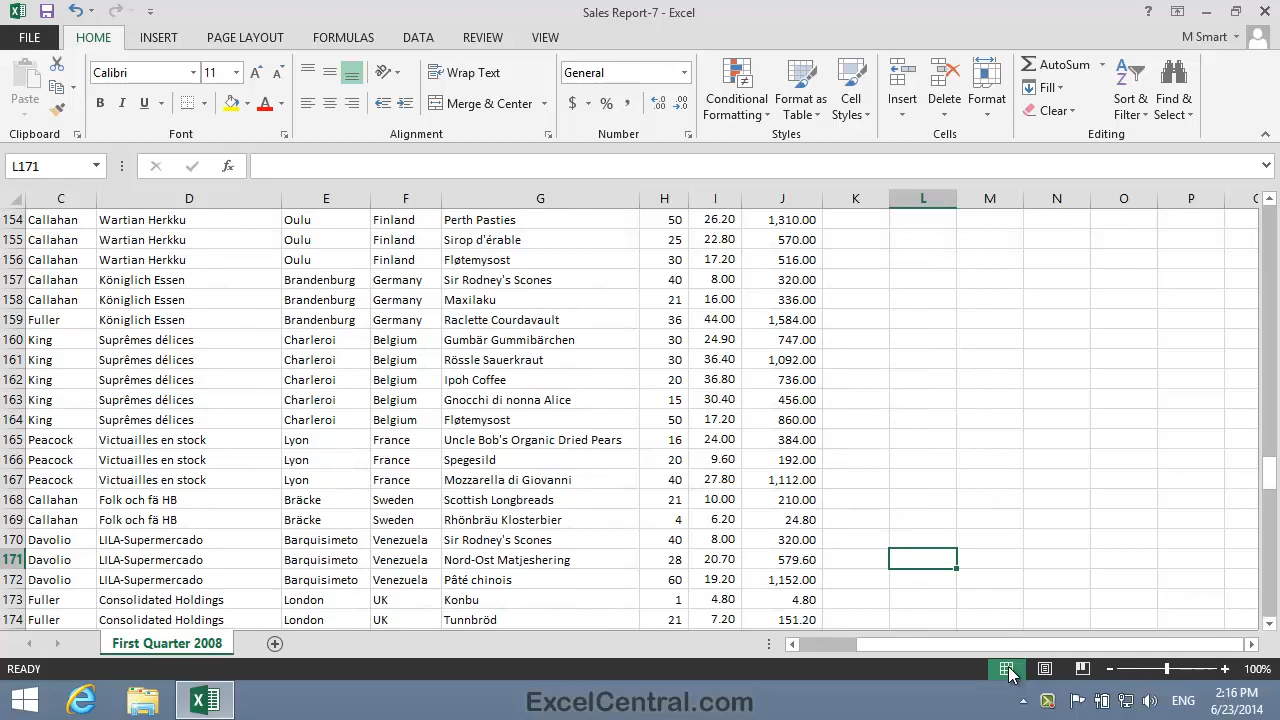 Sales Report-7 - Excel
FILE HOME INSERT PAGE LAYOUT FORMULAS DATA REVIEW VIEW M Smart
Paste Calibri 11 B I U Wrap Text Merge & Center General $ % , Conditional Formatting Format as Table Cell Styles Insert Delete Format AutoSum Fill Clear Sort & Filter Find & Select
Clipboard Font Alignment Number Styles Cells Editing
L171 fx
C D E F G H I J K L M N O P
154 Callahan Wartian Herkku Oulu Finland Perth Pasties 50 26.20 1,310.00
155 Callahan Wartian Herkku Oulu Finland Sirop d'érable 25 22.80 570.00
156 Callahan Wartian Herkku Oulu Finland Fløtemysost 30 17.20 516.00
157 Callahan Königlich Essen Brandenburg Germany Sir Rodney's Scones 40 8.00 320.00
158 Callahan Königlich Essen Brandenburg Germany Maxilaku 21 16.00 336.00
159 Fuller Königlich Essen Brandenburg Germany Raclette Courdavault 36 44.00 1,584.00
160 King Suprêmes délices Charleroi Belgium Gumbär Gummibärchen 30 24.90 747.00
161 King Suprêmes délices Charleroi Belgium Rössle Sauerkraut 30 36.40 1,092.00
162 King Suprêmes délices Charleroi Belgium Ipoh Coffee 20 36.80 736.00
163 King Suprêmes délices Charleroi Belgium Gnocchi di nonna Alice 15 30.40 456.00
164 King Suprêmes délices Charleroi Belgium Fløtemysost 50 17.20 860.00
165 Peacock Victuailles en stock Lyon France Uncle Bob's Organic Dried Pears 16 24.00 384.00
166 Peacock Victuailles en stock Lyon France Spegesild 20 9.60 192.00
167 Peacock Victuailles en stock Lyon France Mozzarella di Giovanni 40 27.80 1,112.00
168 Callahan Folk och fä HB Bräcke Sweden Scottish Longbreads 21 10.00 210.00
169 Callahan Folk och fä HB Bräcke Sweden Rhönbräu Klosterbier 4 6.20 24.80
170 Davolio LILA-Supermercado Barquisimeto Venezuela Sir Rodney's Scones 40 8.00 320.00
171 Davolio LILA-Supermercado Barquisimeto Venezuela Nord-Ost Matjeshering 28 20.70 579.60
172 Davolio LILA-Supermercado Barquisimeto Venezuela Pâté chinois 60 19.20 1,152.00
173 Fuller Consolidated Holdings London UK Konbu 1 4.80 4.80
174 Fuller Consolidated Holdings London UK Tunnbröd 21 7.20 151.20
First Quarter 2008
READY 100%
ExcelCentral.com ENG 2:16 PM
6/23/2014